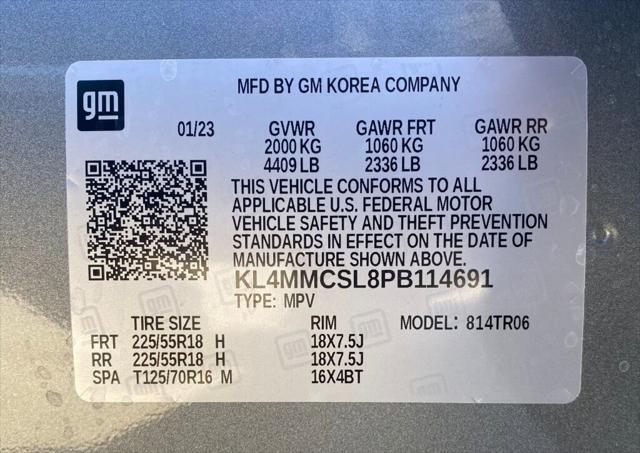 gm
MFD BY GM KOREA COMPANY
01/23 GVWR GAWR FRT GAWR RR
2000 KG 1060 KG 1060 KG
4409 LB 2336 LB 2336 LB
THIS VEHICLE CONFORMS TO ALL
APPLICABLE U.S. FEDERAL MOTOR
VEHICLE SAFETY AND THEFT PREVENTION
STANDARDS IN EFFECT ON THE DATE OF
MANUFACTURE SHOWN ABOVE.
KL4MMCSL8PB114691
TYPE: MPV
TIRE SIZE RIM MODEL: 814TR06
FRT 225/55R18 H 18X7.5J
RR 225/55R18 H 18X7.5J
SPA T125/70R16 M 16X4BT